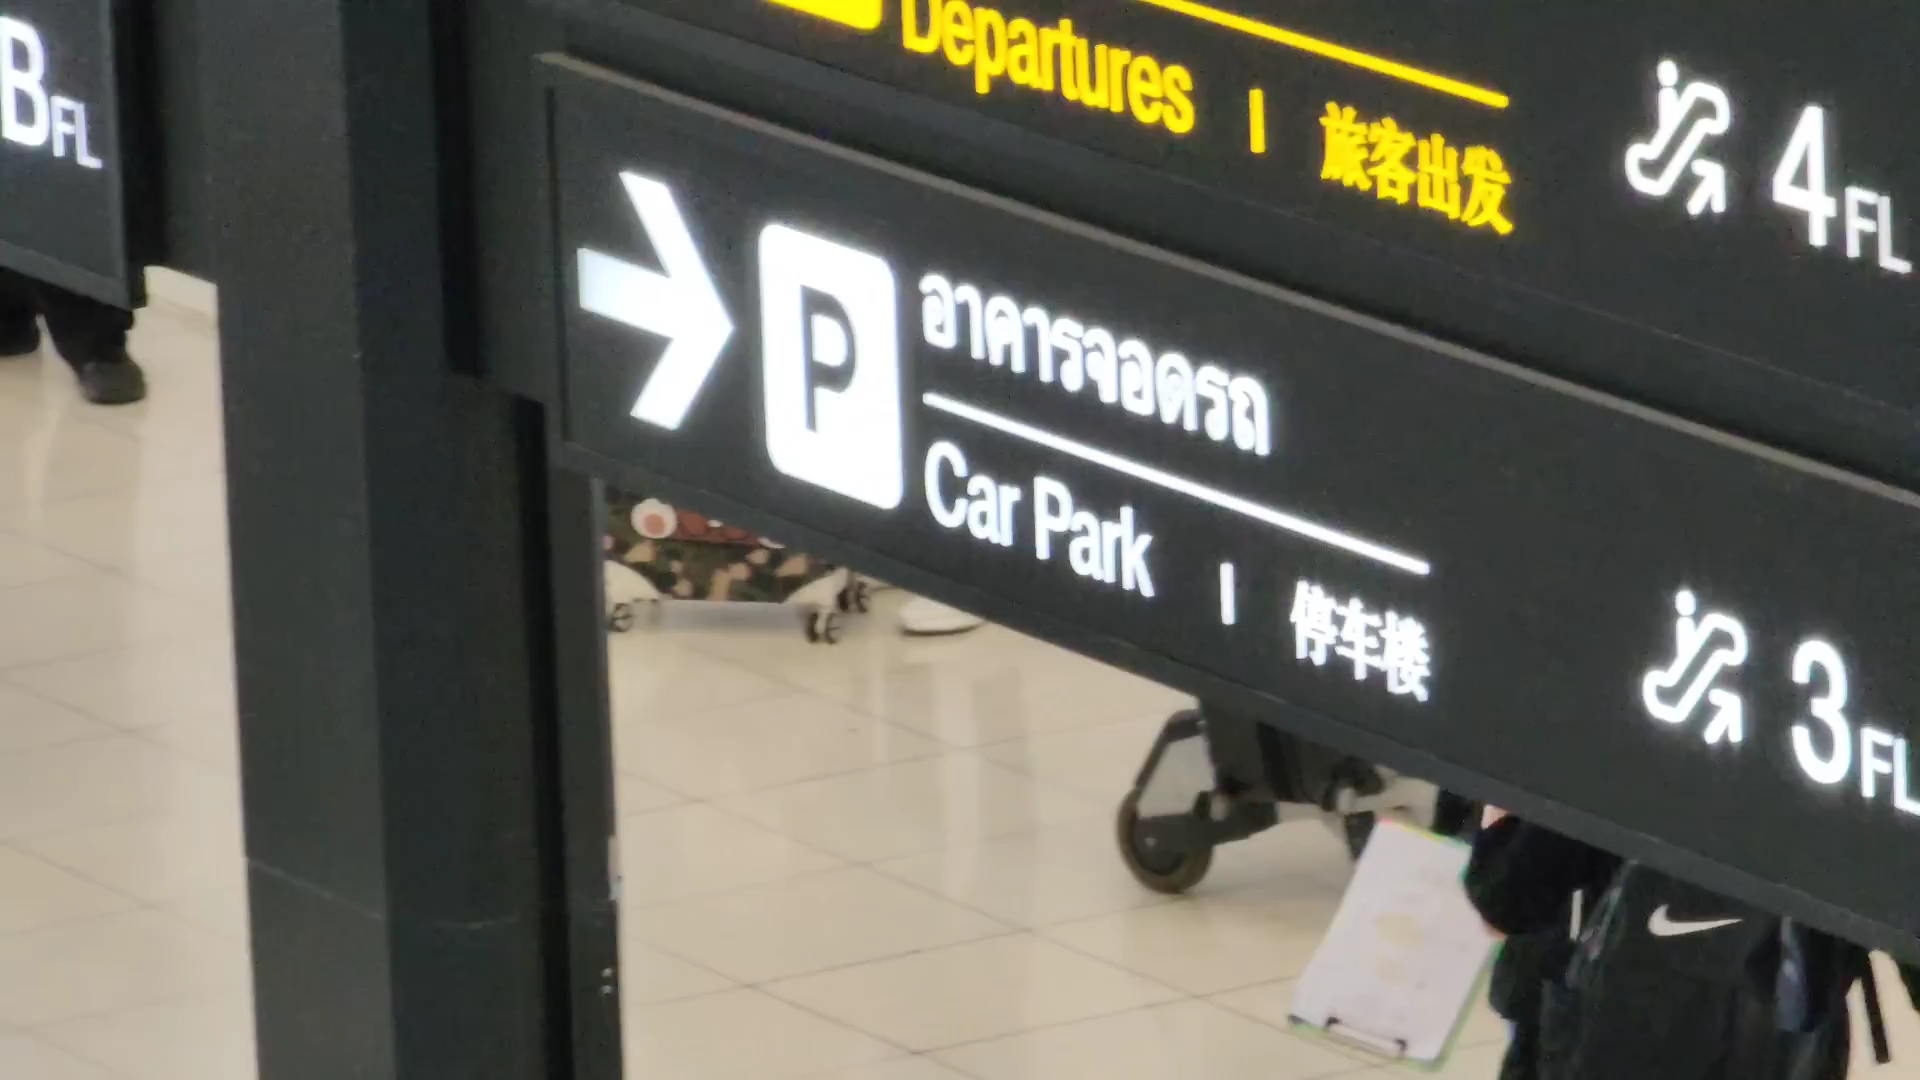 BFL
Departures | 旅客出发
4FL
P
อาคารจอดรถ
Car Park | 停车楼
3FL